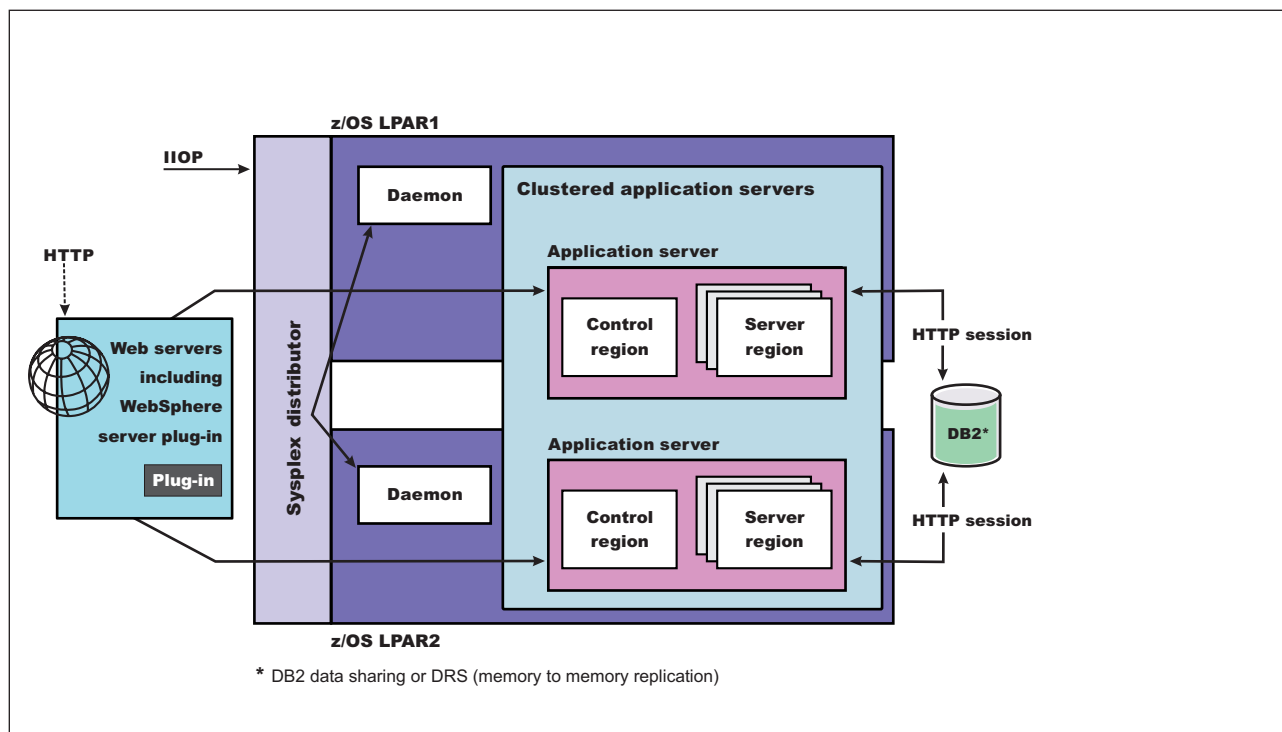 z/OS LPAR1
IIOP
Daemon
Clustered application servers
Application server
HTTP
Control
region
Server
region
HTTP session
Web servers
including
WebSphere
server plug-in
Plug-in
Sysplex distributor
DB2*
Application server
Daemon
Control
region
Server
region
HTTP session
z/OS LPAR2
* DB2 data sharing or DRS (memory to memory replication)